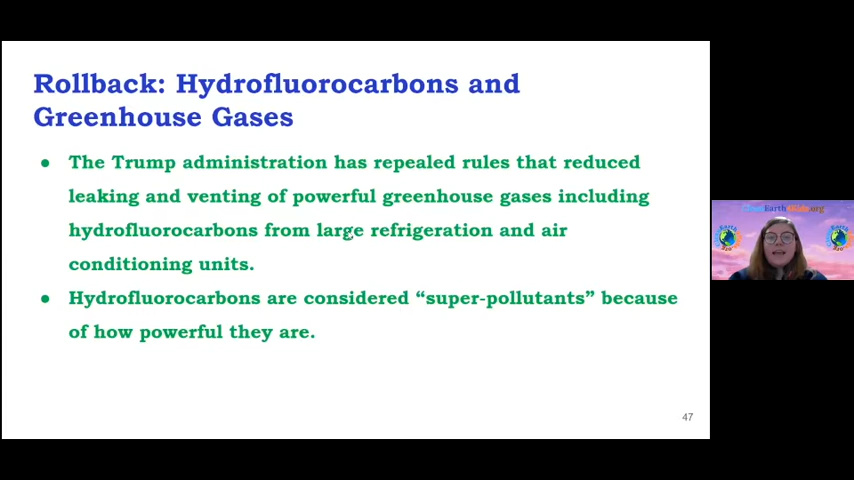 Rollback: Hydrofluorocarbons and
Greenhouse Gases
● The Trump administration has repealed rules that reduced
leaking and venting of powerful greenhouse gases including
hydrofluorocarbons from large refrigeration and air
conditioning units.
● Hydrofluorocarbons are considered “super-pollutants” because
of how powerful they are.
47